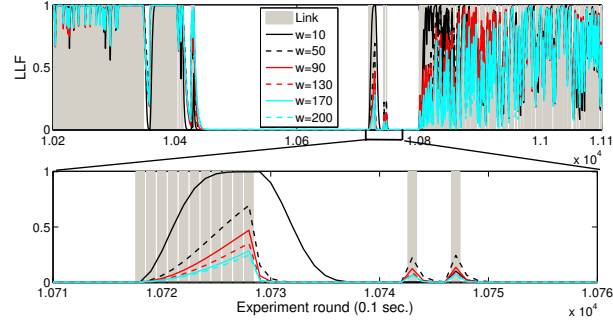 1
0.5
0
LLF
Link
w=10
w=50
w=90
w=130
w=170
w=200
1.02 1.04 1.06 1.08 1.1 1.11
x 10^4
1
0.5
0
1.071 1.072 1.073 1.074 1.075 1.076
Experiment round (0.1 sec.)
x 10^4